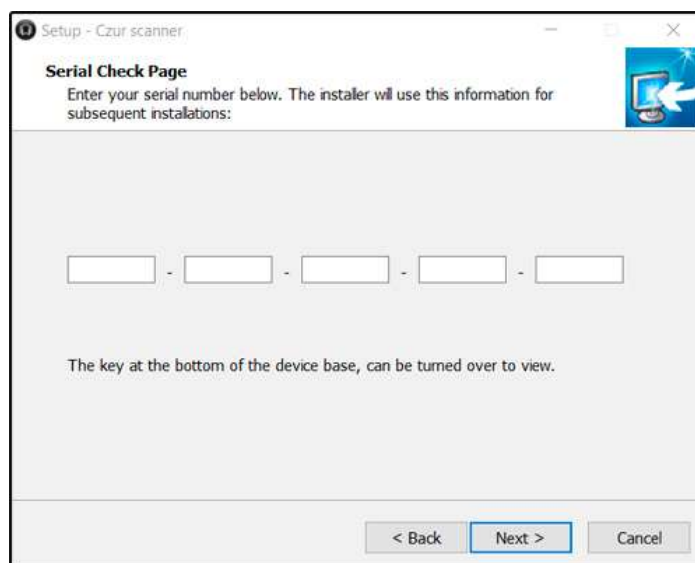 Setup - Czur scanner
Serial Check Page
Enter your serial number below. The installer will use this information for
subsequent installations:
- - - -
The key at the bottom of the device base, can be turned over to view.
< Back Next > Cancel